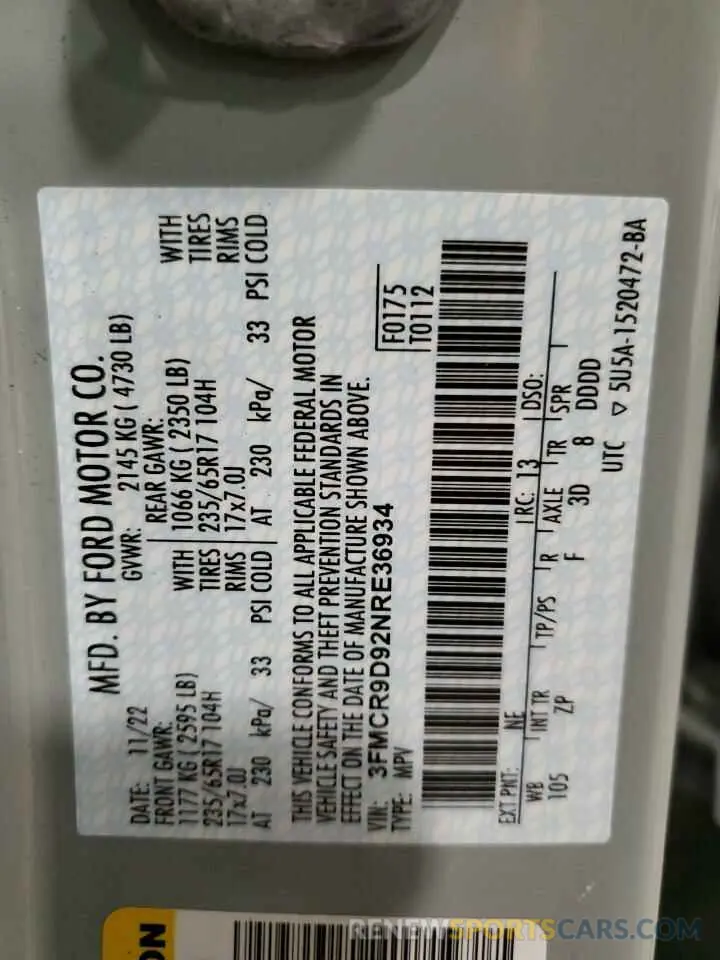 MFD. BY FORD MOTOR CO.
DATE: 11/22 GVWR: 2145 KG ( 4730 LB)
FRONT GAWR: REAR GAWR:
1177 KG ( 2595 LB) WITH 1066 KG ( 2350 LB) WITH
235/65R17 104H TIRES 235/65R17 104H TIRES
17x7.0J RIMS 17x7.0J RIMS
AT 230 kPa/ 33 PSI COLD AT 230 kPa/ 33 PSI COLD
THIS VEHICLE CONFORMS TO ALL APPLICABLE FEDERAL MOTOR
VEHICLE SAFETY AND THEFT PREVENTION STANDARDS IN
EFFECT ON THE DATE OF MANUFACTURE SHOWN ABOVE.
VIN: 3FMCR9D92NRE36934 F0175
TYPE: MPV T0112
EXT PNT: NE RC: 13 DSO:
WB INT TR TP/PS R AXLE TR SPR
105 ZP F 3D 8 DDDD
UTC ▽ 5U5A-1520472-BA
ON
RENEWSPORTSCARS.COM